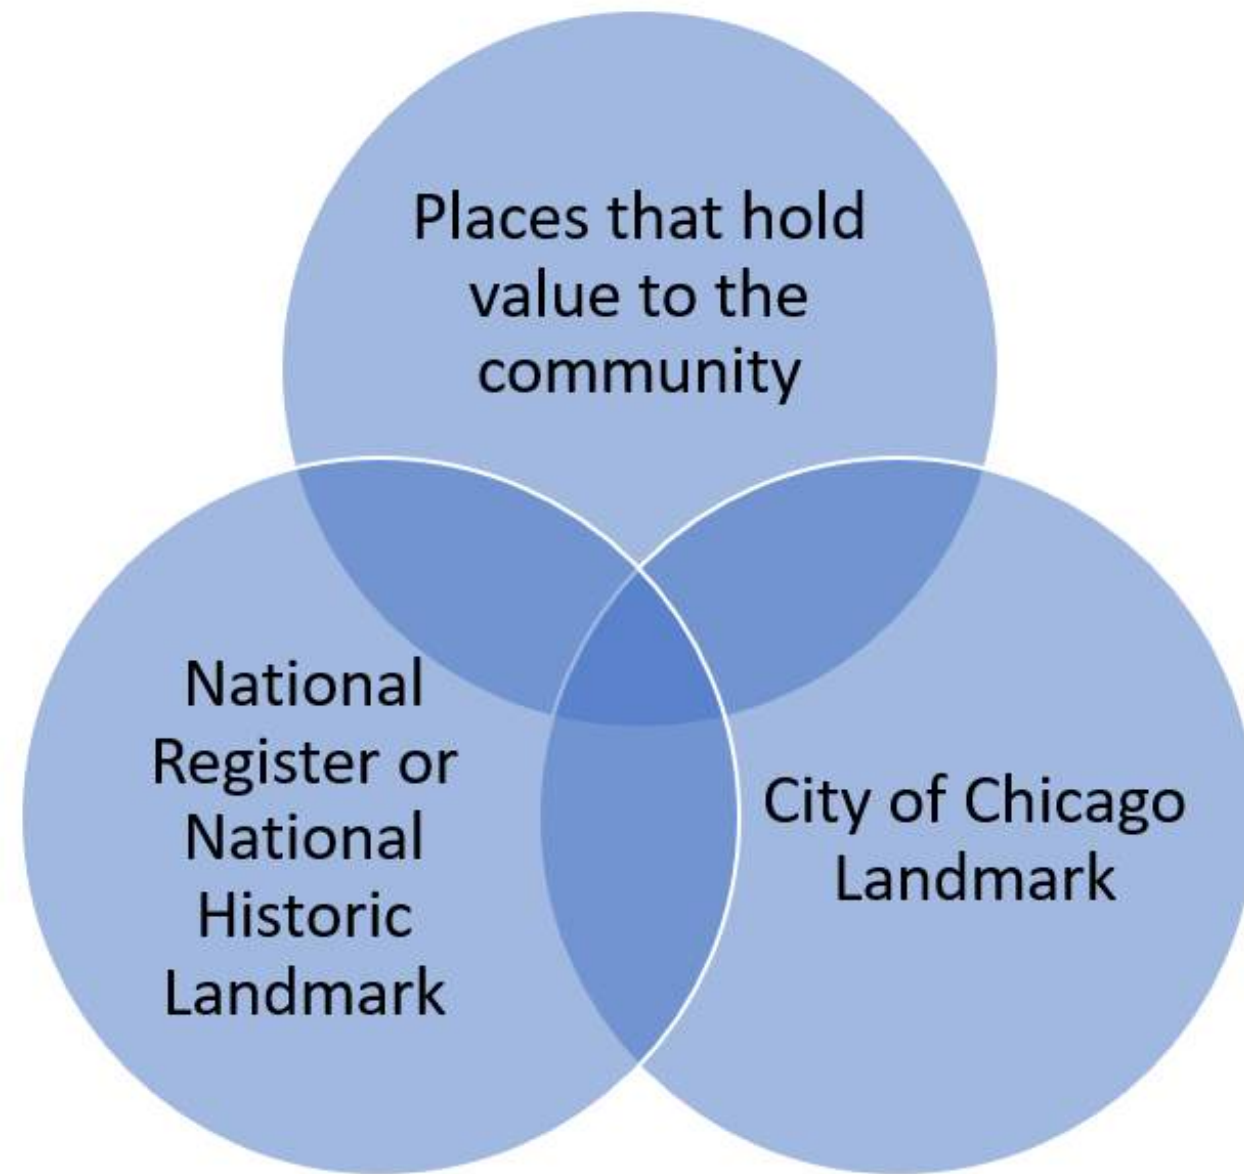 Places that hold
value to the
community
National
Register or
National
Historic
Landmark
City of Chicago
Landmark